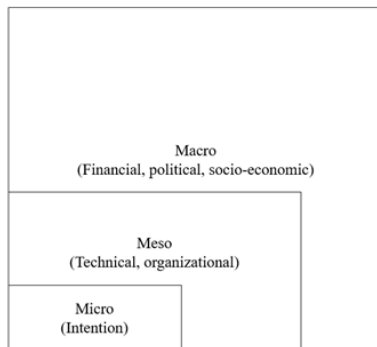 Macro
(Financial, political, socio-economic)
Meso
(Technical, organizational)
Micro
(Intention)